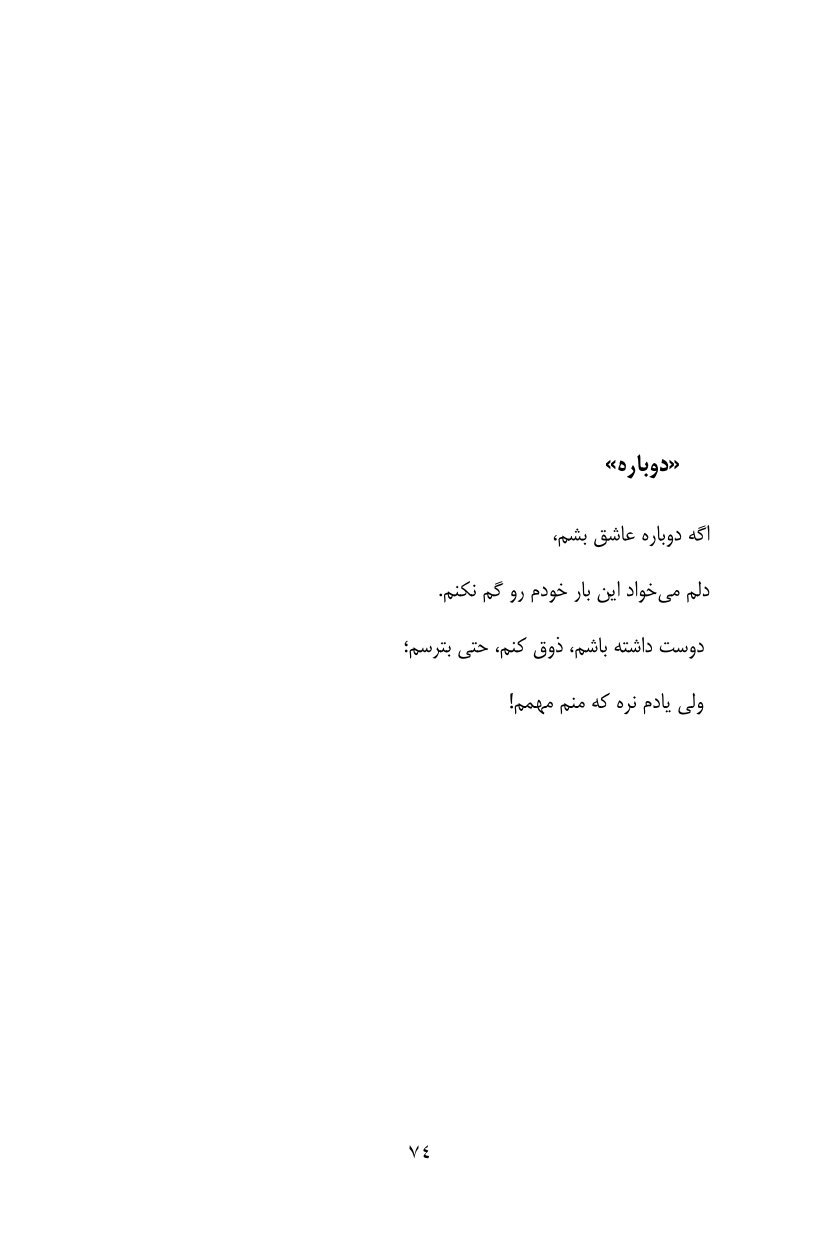 «دوباره»
اگه دوباره عاشق بشم،
دلم می‌خواد این بار خودم رو گم نکنم.
دوست داشته باشم، ذوق کنم، حتی بترسم؛
ولی یادم نره که منم مهمم!
٧٤